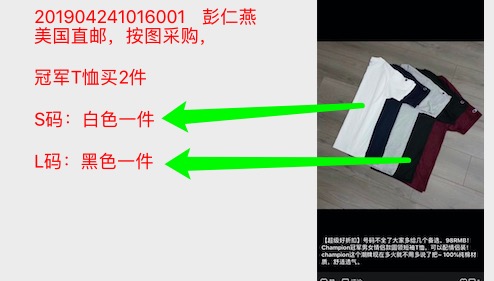 201904241016001 彭仁燕
美国直邮，按图采购，
冠军T恤买2件
S码：白色一件
L码：黑色一件
【超级好折扣】号码不全了大家多给几个备选。98RMB！
Champion冠军男女情侣款圆领短袖T恤，可以配情侣装！
champion这个潮牌现在多火就不用多说了把~ 100%纯棉材
质，舒适透气。